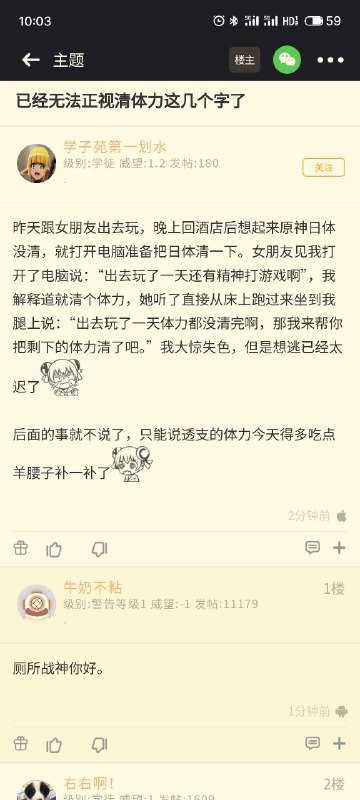 10:03
HD 59
主题
楼主
已经无法正视清体力这几个字了
学子苑第一划水
级别:学徒 威望:1.2 发帖:180
关注
昨天跟女朋友出去玩，晚上回酒店后想起来原神日体
没清，就打开电脑准备把日体清一下。女朋友见我打
开了电脑说：“出去玩了一天还有精神打游戏啊”，我
解释道就清个体力，她听了直接从床上跑过来坐到我
腿上说：“出去玩了一天体力都没清完啊，那我来帮你
把剩下的体力清了吧。”我大惊失色，但是想逃已经太
迟了
后面的事就不说了，只能说透支的体力今天得多吃点
羊腰子补一补了
2分钟前
牛奶不粘
1楼
级别:警告等级1 威望:-1 发帖:11179
厕所战神你好。
1分钟前
右右啊！
2楼
级别:学徒 威望:1 发帖:1609